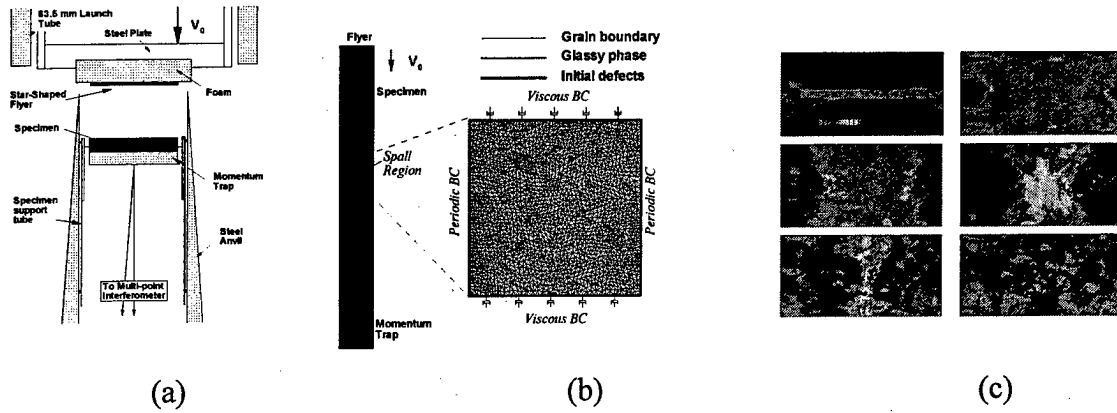 63.5 mm Launch
Tube
V0
Steel Plate
Foam
Star-Shaped
Flyer
Specimen
Momentum
Trap
Specimen
support
tube
Steel
Anvil
To Multi-point
Interferometer
(a)
Flyer
V0
Specimen
Spall
Region
Momentum
Trap
Grain boundary
Glassy phase
Initial defects
Viscous BC
Periodic BC
Periodic BC
Viscous BC
(b)
(c)